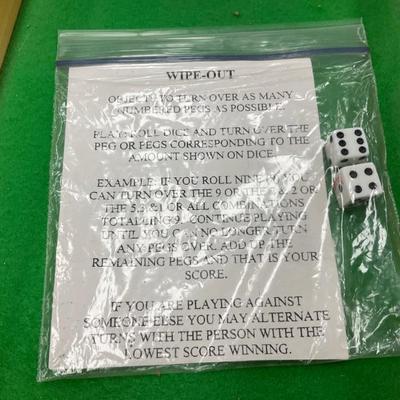 WIPE-OUT
OBJECT: TO TURN OVER AS MANY
NUMBERED PEGS AS POSSIBLE.
PLAY: ROLL DICE AND TURN OVER THE
PEG OR PEGS CORRESPONDING TO THE
AMOUNT SHOWN ON DICE.
EXAMPLE: IF YOU ROLL NINE (9), YOU
CAN TURN OVER THE 9 OR THE 2 OR
THE 5,3 &1 OR ALL COMBINATIONS
TOTALLING 9. CONTINUE PLAYING
UNTIL YOU CAN NO LONGER TURN
ANY PEGS OVER. ADD UP THE
REMAINING PEGS AND THAT IS YOUR
SCORE.
IF YOU ARE PLAYING AGAINST
SOMEONE ELSE YOU MAY ALTERNATE
TURNS WITH THE PERSON WITH THE
LOWEST SCORE WINNING.